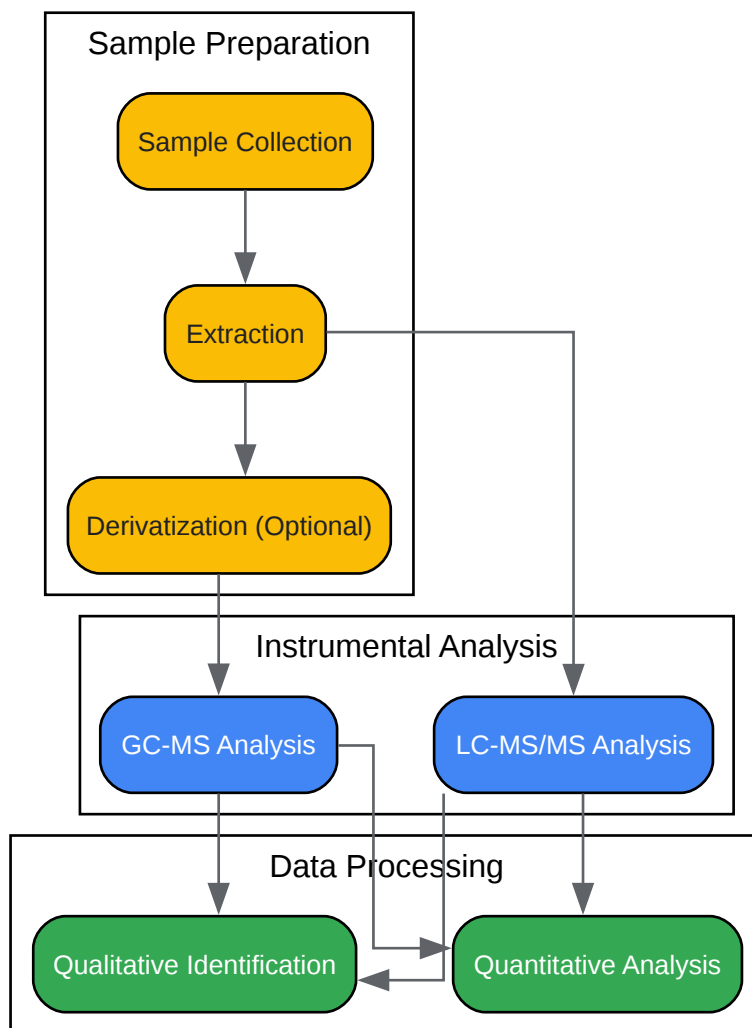 Sample Preparation
Sample Collection
Extraction
Derivatization (Optional)
Instrumental Analysis
GC-MS Analysis
LC-MS/MS Analysis
Data Processing
Qualitative Identification
Quantitative Analysis